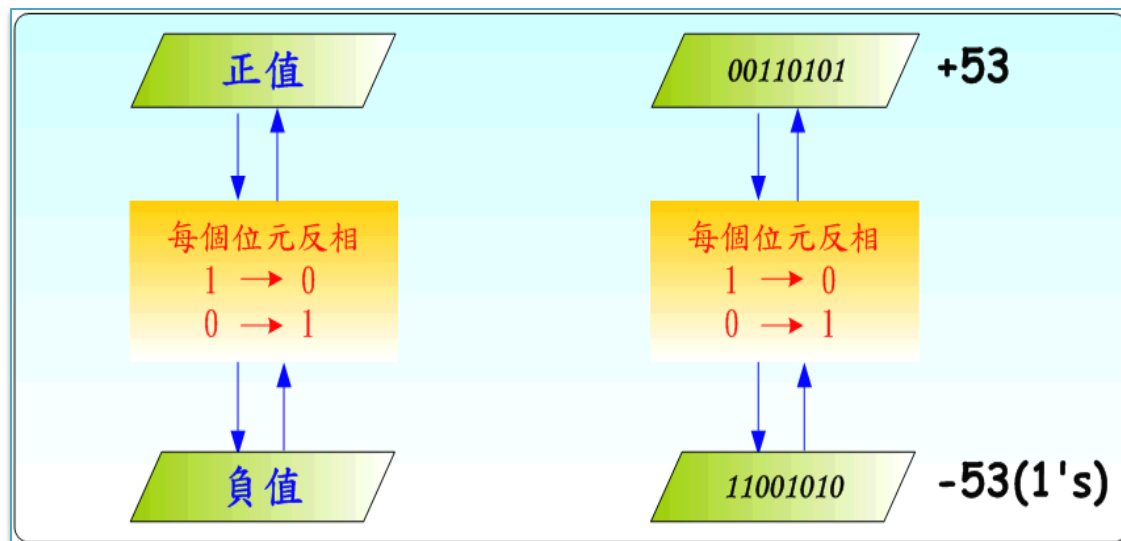 正值
每個位元反相
1 → 0
0 → 1
負值
00110101
+53
每個位元反相
1 → 0
0 → 1
11001010
-53(1's)